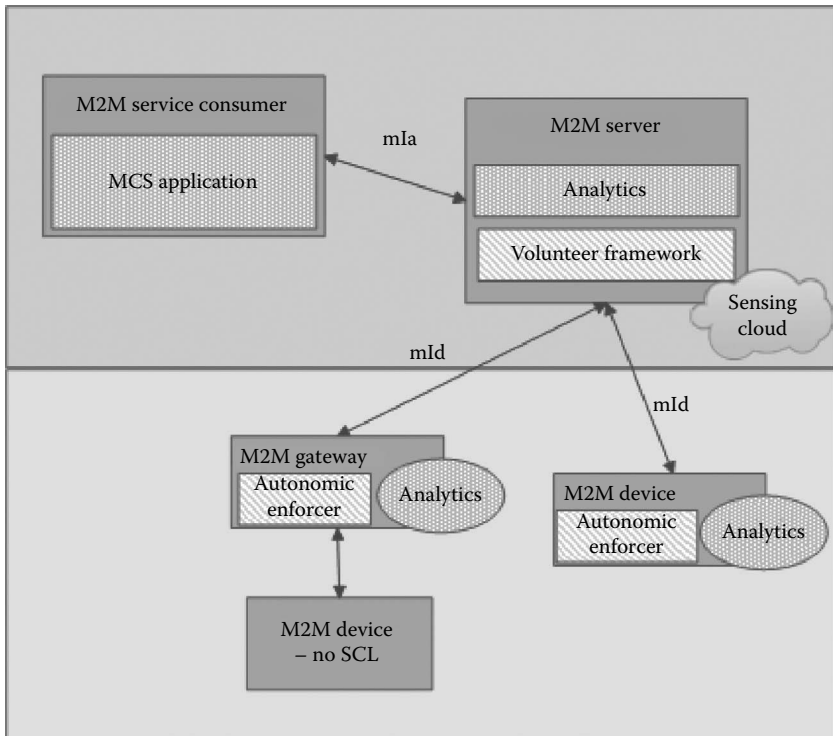 M2M service consumer
MCS application
mIa
M2M server
Analytics
Volunteer framework
Sensing
cloud
mId
mId
M2M gateway
Autonomic
enforcer
Analytics
M2M device
Autonomic
enforcer
Analytics
M2M device
– no SCL